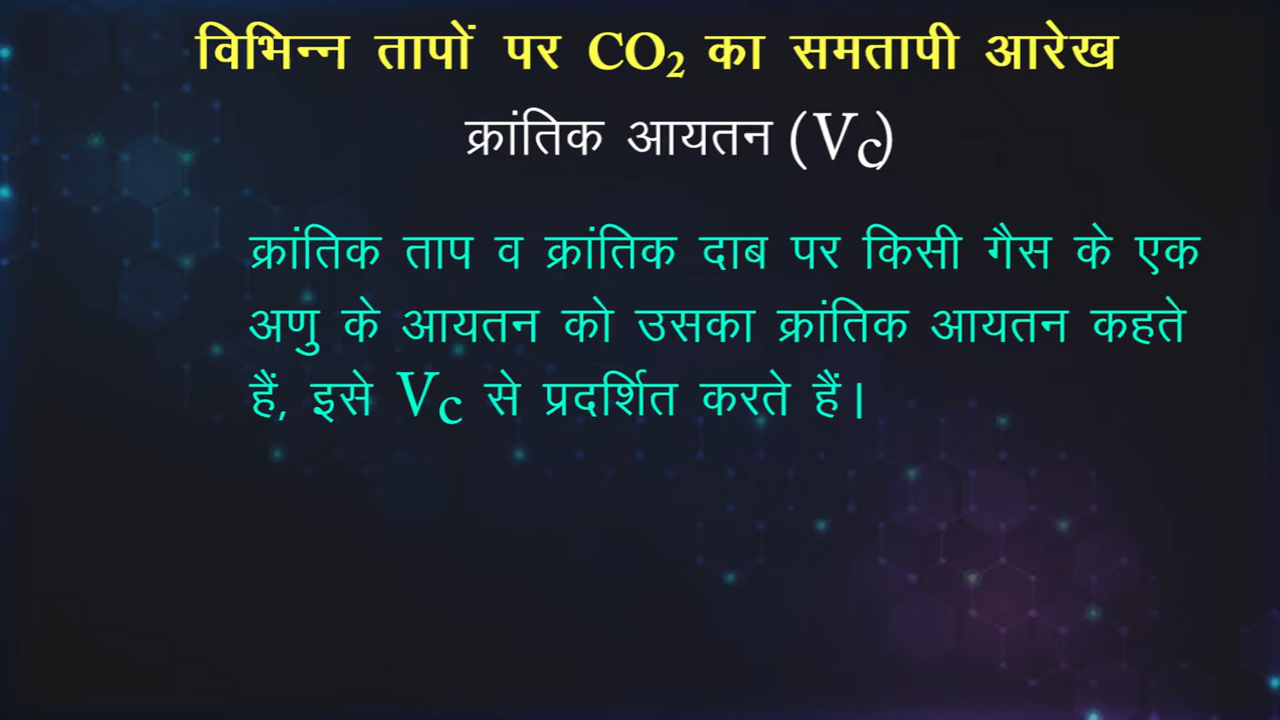 विभिन्न तापों पर CO₂ का समतापी आरेख
क्रांतिक आयतन (Vc)
क्रांतिक ताप व क्रांतिक दाब पर किसी गैस के एक
अणु के आयतन को उसका क्रांतिक आयतन कहते
हैं, इसे Vc से प्रदर्शित करते हैं।